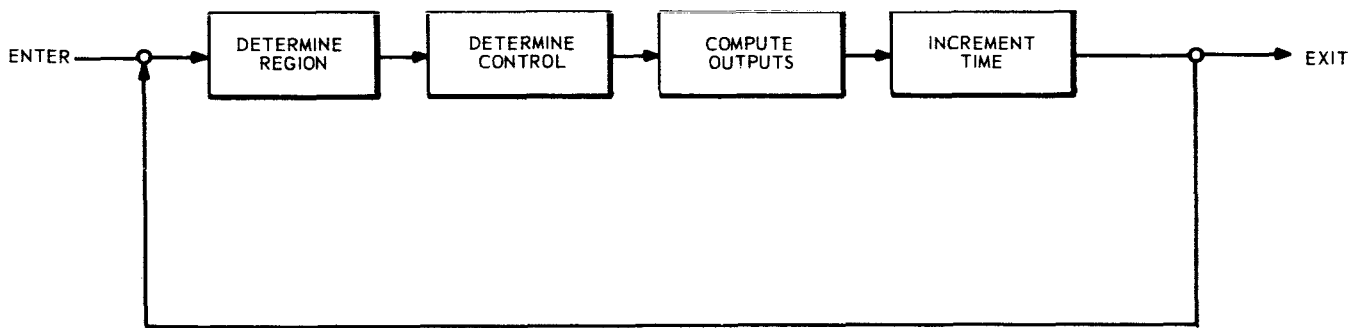 ENTER
DETERMINE
REGION
DETERMINE
CONTROL
COMPUTE
OUTPUTS
INCREMENT
TIME
EXIT